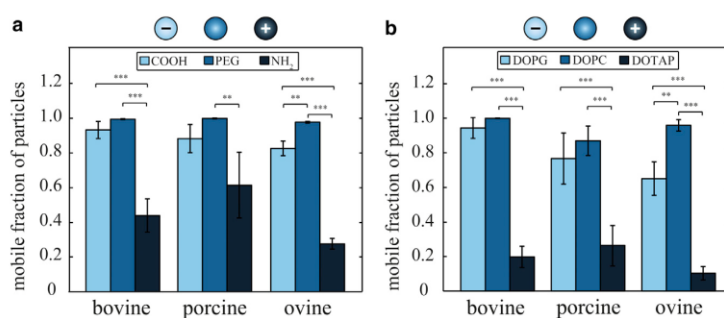 a
− +
COOH PEG NH₂
mobile fraction of particles
1.2
1.0
0.8
0.6
0.4
0.2
0
*** *** ** *** ** ***
bovine porcine ovine
b
− +
DOPG DOPC DOTAP
mobile fraction of particles
1.2
1.0
0.8
0.6
0.4
0.2
0
*** *** *** *** *** ** ***
bovine porcine ovine